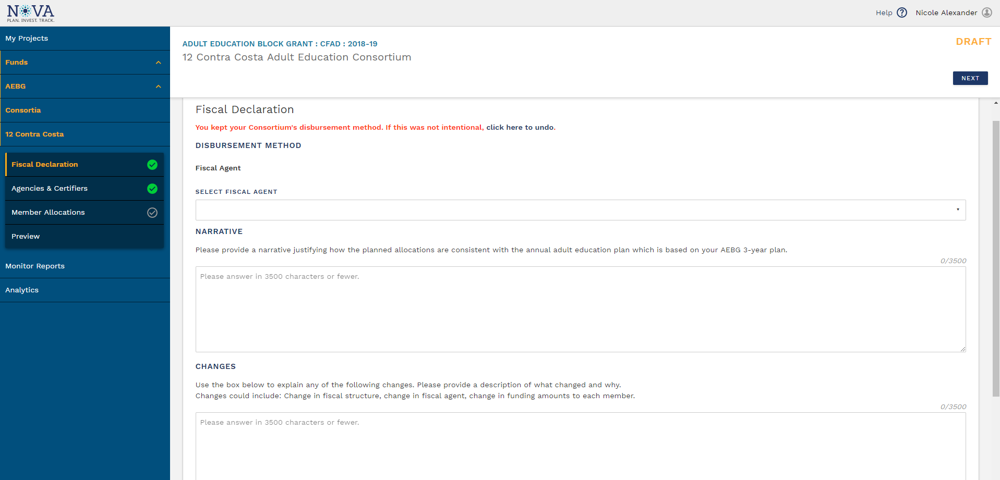 NOVA
PLAN. INVEST. TRACK.
Help ?
Nicole Alexander
My Projects
Funds
AEBG
Consortia
12 Contra Costa
Fiscal Declaration
Agencies & Certifiers
Member Allocations
Preview
Monitor Reports
Analytics
ADULT EDUCATION BLOCK GRANT : CFAD : 2018-19
12 Contra Costa Adult Education Consortium
DRAFT
NEXT
Fiscal Declaration
You kept your Consortium's disbursement method. If this was not intentional, click here to undo.
DISBURSEMENT METHOD
Fiscal Agent
SELECT FISCAL AGENT
NARRATIVE
Please provide a narrative justifying how the planned allocations are consistent with the annual adult education plan which is based on your AEBG 3-year plan.
0/3500
Please answer in 3500 characters or fewer.
CHANGES
Use the box below to explain any of the following changes. Please provide a description of what changed and why.
Changes could include: Change in fiscal structure, change in fiscal agent, change in funding amounts to each member.
0/3500
Please answer in 3500 characters or fewer.